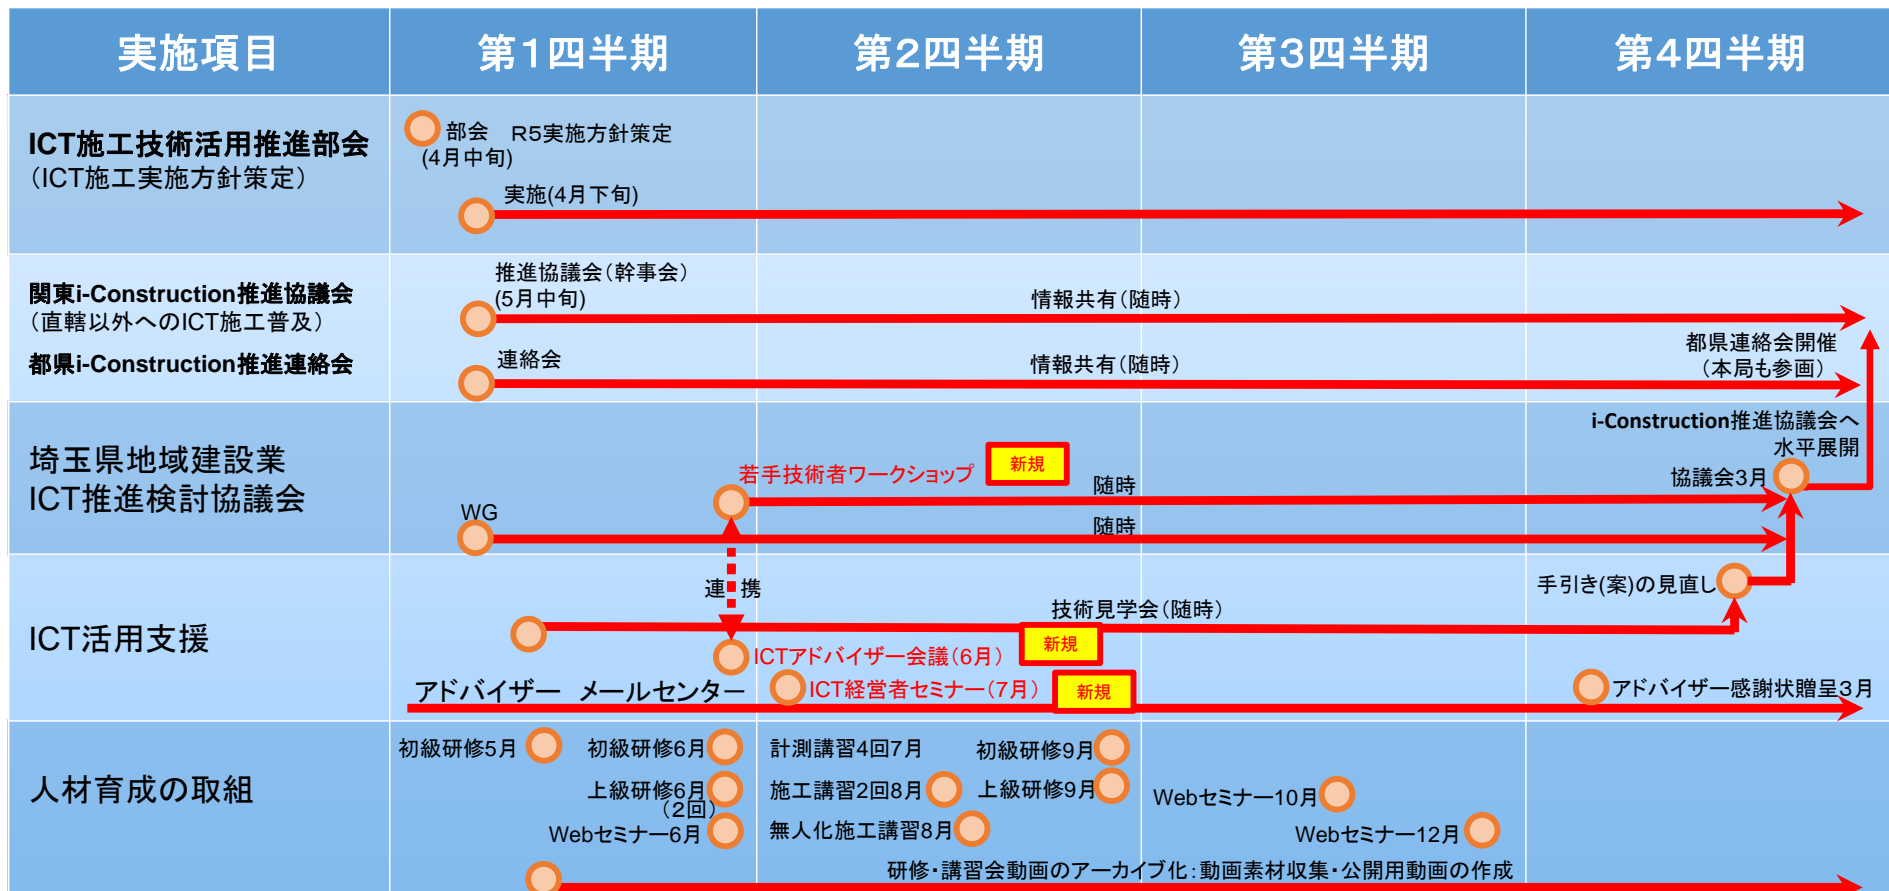 実施項目
第1四半期
第2四半期
第3四半期
第4四半期
ICT施工技術活用推進部会
（ICT施工実施方針策定）
部会　R5実施方針策定
(4月中旬)
実施(4月下旬)
関東i-Construction推進協議会
（直轄以外へのICT施工普及）
都県i-Construction推進連絡会
推進協議会（幹事会）
(5月中旬)
情報共有（随時）
連絡会
情報共有（随時）
都県連絡会開催
（本局も参画）
埼玉県地域建設業
ICT推進検討協議会
若手技術者ワークショップ
新規
随時
WG
随時
i-Construction推進協議会へ
水平展開
協議会3月
ICT活用支援
連　携
技術見学会（随時）
手引き(案)の見直し
ICTアドバイザー会議（6月）
新規
アドバイザー　メールセンター
ICT経営者セミナー（7月）
新規
アドバイザー感謝状贈呈3月
人材育成の取組
初級研修5月
初級研修6月
計測講習4回7月
初級研修9月
上級研修6月
（2回）
施工講習2回8月
上級研修9月
Webセミナー10月
Webセミナー6月
無人化施工講習8月
Webセミナー12月
研修・講習会動画のアーカイブ化：動画素材収集・公開用動画の作成